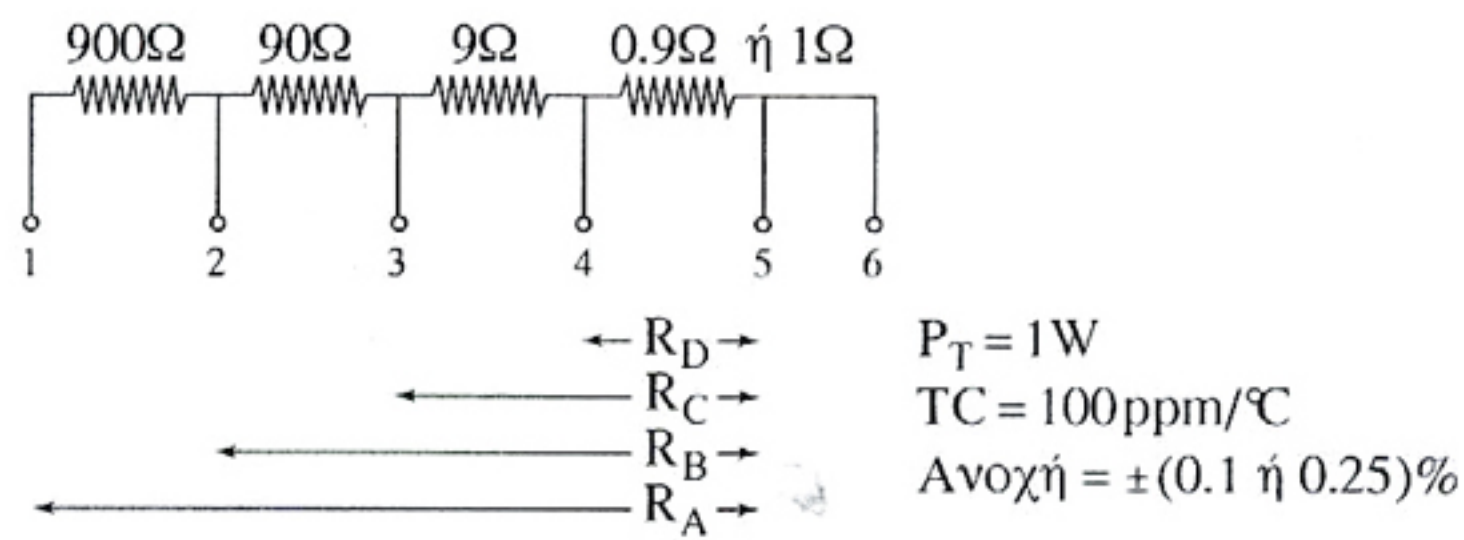 900Ω 90Ω 9Ω 0.9Ω ή 1Ω
1 2 3 4 5 6
R_D
R_C
R_B
R_A
P_T = 1W
TC = 100ppm/℃
Ανοχή = ±(0.1 ή 0.25)%